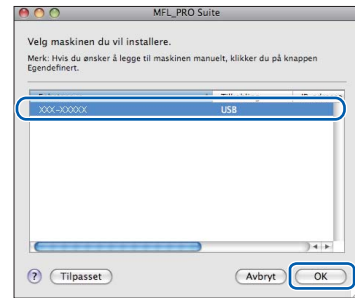 MFL_PRO Suite
Velg maskinen du vil installere.
Merk: Hvis du ønsker å legge til maskinen manuelt, klikker du på knappen
Egendefinert.
XXX-XXXXX USB
? Tilpasset Avbryt OK